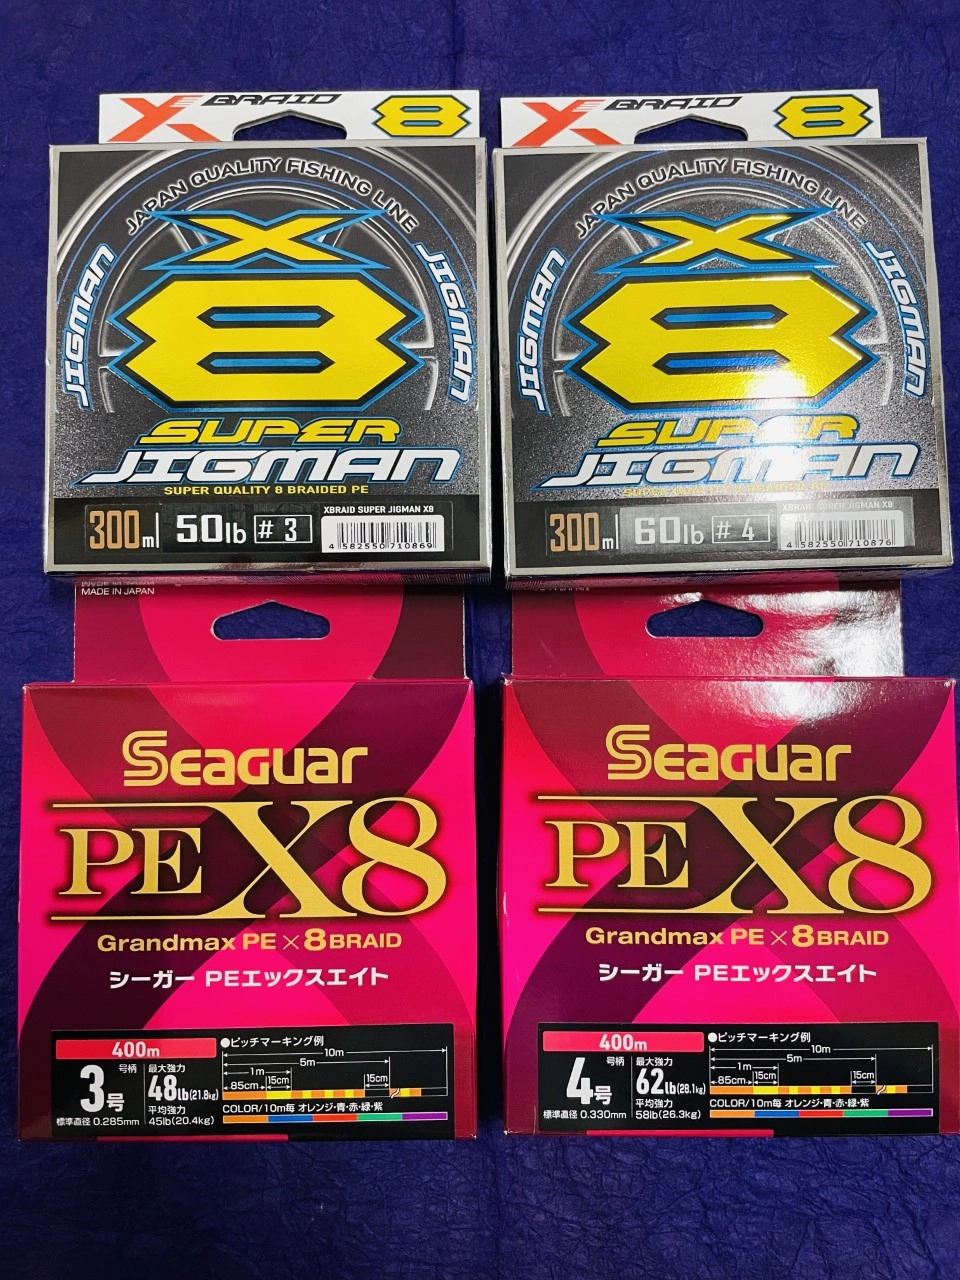 XBRAID 8
JAPAN QUALITY FISHING LINE
JIGMAN
JIGMAN
X
8
SUPER
JIGMAN
SUPER QUALITY 8 BRAIDED PE
300m
50lb
#3
XBRAID SUPER JIGMAN X8
4 582550 710869
XBRAID 8
JAPAN QUALITY FISHING LINE
JIGMAN
JIGMAN
X
8
SUPER
JIGMAN
SUPER QUALITY 8 BRAIDED PE
300m
60lb
#4
XBRAID SUPER JIGMAN X8
4 582550 710876
MADE IN JAPAN
Seaguar
PE X8
Grandmax PE×8 BRAID
シーガー PEエックスエイト
400m
3号
号柄
標準直径 0.285mm
最大強力
48lb(21.8kg)
平均強力
45lb(20.4kg)
●ピッチマーキング例
10m
5m
1m
85cm
15cm
15cm
COLOR/10m毎 オレンジ・青・赤・緑・紫
Seaguar
PE X8
Grandmax PE×8 BRAID
シーガー PEエックスエイト
400m
4号
号柄
標準直径 0.330mm
最大強力
62lb(28.1kg)
平均強力
58lb(26.3kg)
●ピッチマーキング例
10m
5m
1m
85cm
15cm
15cm
COLOR/10m毎 オレンジ・青・赤・緑・紫